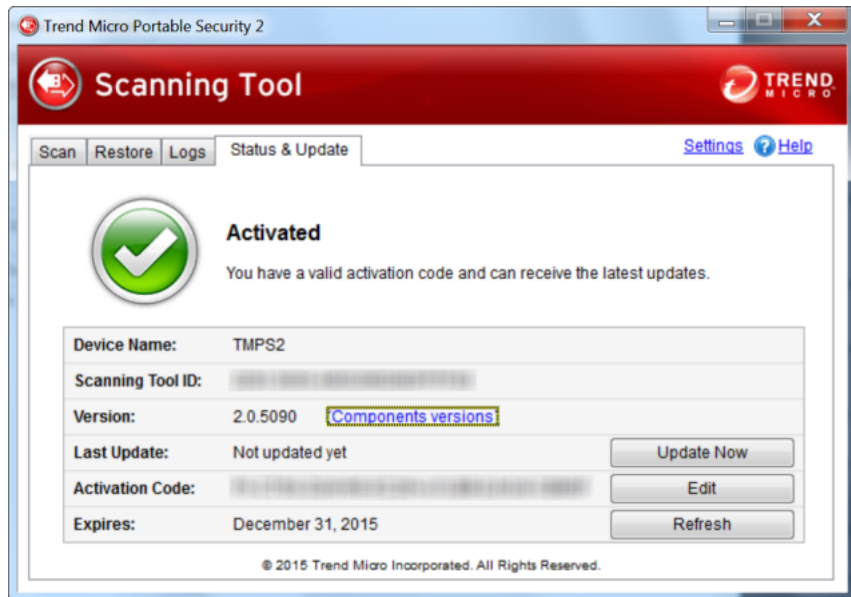 Trend Micro Portable Security 2
Scanning Tool
TREND
MICRO
Scan Restore Logs Status & Update Settings Help
Activated
You have a valid activation code and can receive the latest updates.
Device Name: TMPS2
Scanning Tool ID:
Version: 2.0.5090 Components versions
Last Update: Not updated yet Update Now
Activation Code: Edit
Expires: December 31, 2015 Refresh
© 2015 Trend Micro Incorporated. All Rights Reserved.